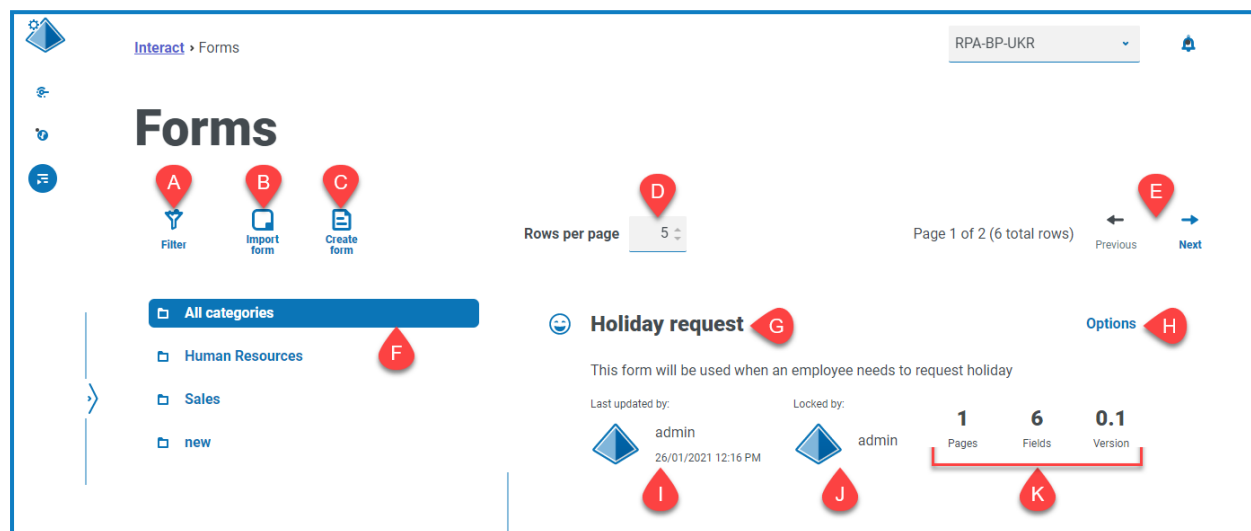 Interact › Forms
RPA-BP-UKR
Forms
A
B
C
D
E
Filter
Import
form
Create
form
Rows per page
5
Page 1 of 2 (6 total rows)
Previous
Next
All categories
F
Human Resources
Sales
new
Holiday request
G
Options
H
This form will be used when an employee needs to request holiday
Last updated by:
admin
26/01/2021 12:16 PM
Locked by:
admin
1
Pages
6
Fields
0.1
Version
I
J
K